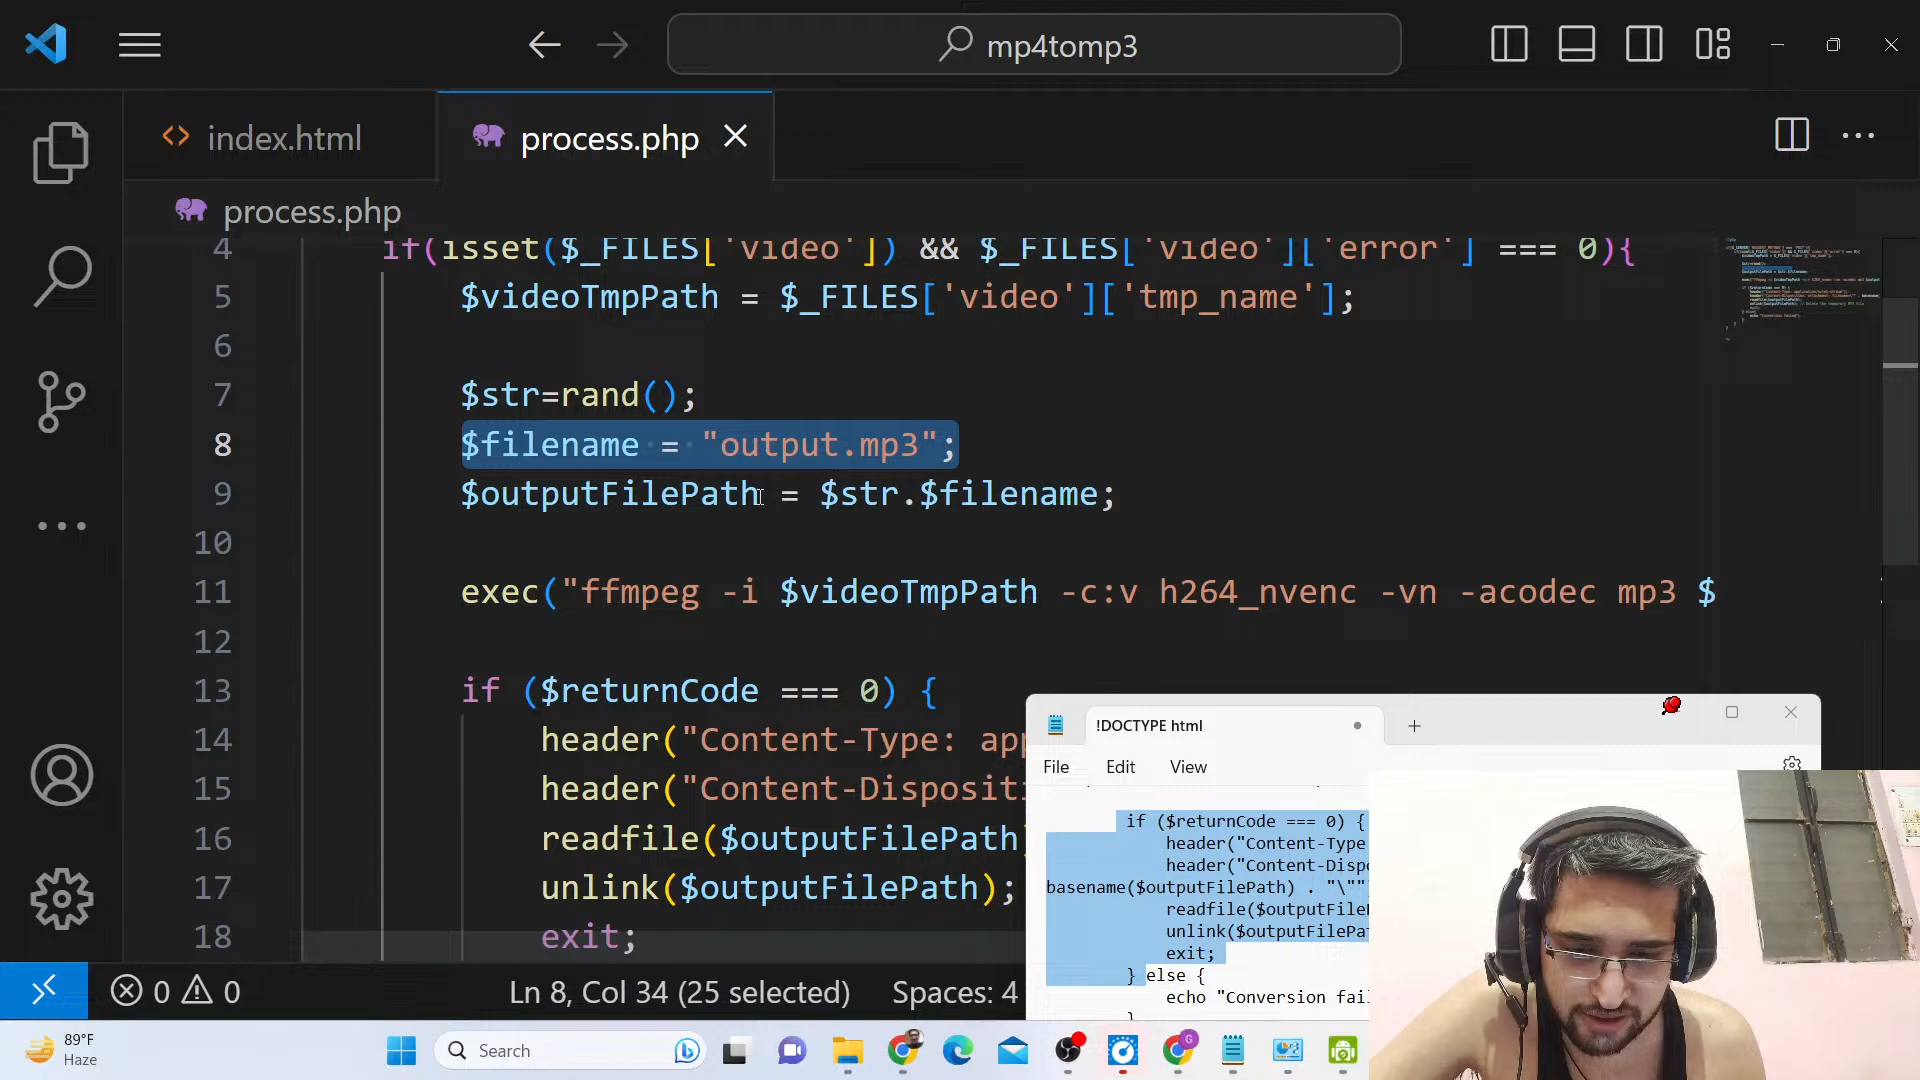 mp4tomp3
index.html
process.php
process.php
4 if(isset($_FILES['video']) && $_FILES['video']['error'] === 0){
5 $videoTmpPath = $_FILES['video']['tmp_name'];
6
7 $str=rand();
8 $filename = "output.mp3";
9 $outputFilePath = $str.$filename;
10
11 exec("ffmpeg -i $videoTmpPath -c:v h264_nvenc -vn -acodec mp3 $
12
13 if ($returnCode === 0) {
14 header("Content-Type: app
15 header("Content-Dispositi
16 readfile($outputFilePath)
17 unlink($outputFilePath);
18 exit;
!DOCTYPE html
File Edit View
if ($returnCode === 0) {
header("Content-Type
header("Content-Disp
basename($outputFilePath) . "\""
readfile($outputFile
unlink($outputFilePat
exit;
} else {
echo "Conversion fai
}
0 0
Ln 8, Col 34 (25 selected)
Spaces: 4
89°F
Haze
Search